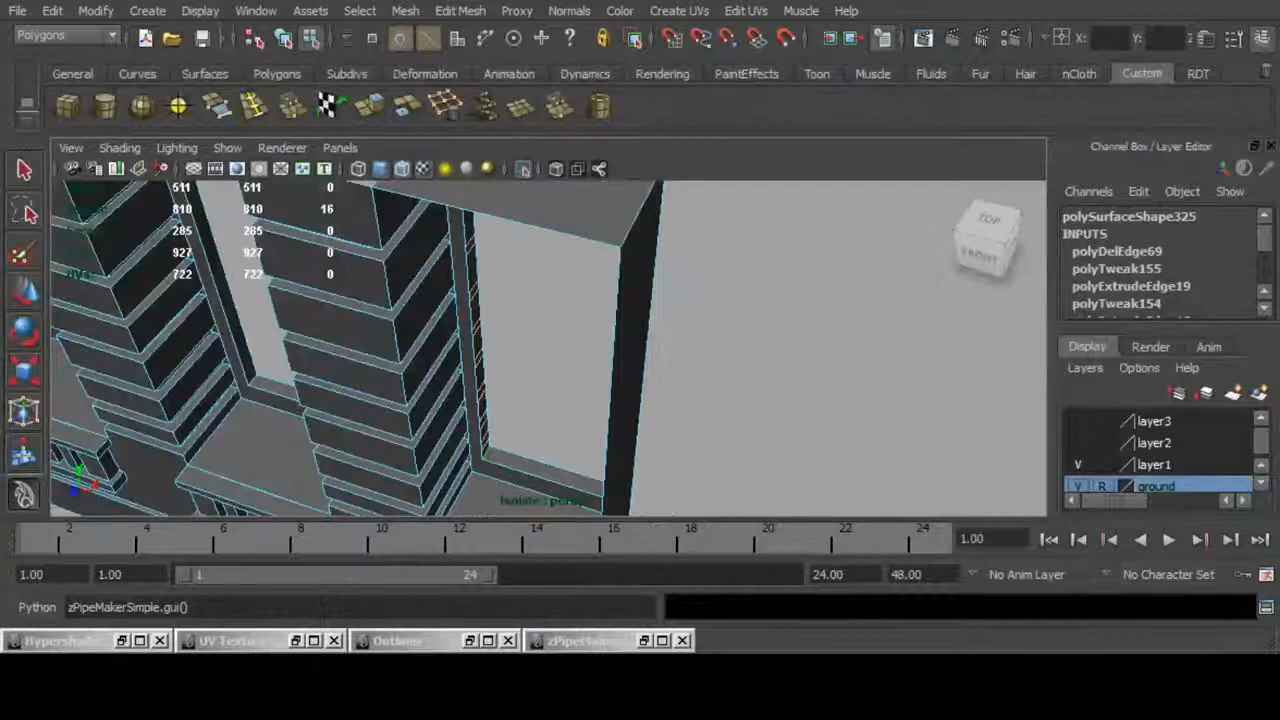 File Edit Modify Create Display Window Assets Select Mesh Edit Mesh Proxy Normals Color Create UVs Edit UVs Muscle Help
Polygons X: Y: Z:
General Curves Surfaces Polygons Subdivs Deformation Animation Dynamics Rendering PaintEffects Toon Muscle Fluids Fur Hair nCloth Custom RDT
Channel Box / Layer Editor
View Shading Lighting Show Renderer Panels
Channels Edit Object Show
511 511 0
810 810 16
285 285 0
927 927 0
722 722 0
TOP
FRONT
polySurfaceShape325
INPUTS
polyDelEdge69
polyTweak155
polyExtrudeEdge19
polyTweak154
Display Render Anim
Layers Options Help
layer3
layer2
V layer1
V R ground
2 4 6 8 10 12 14 16 18 20 22 24
1.00
1.00 1.00 1 24 24.00 48.00 No Anim Layer No Character Set
Python zPipeMakerSimple.gui()